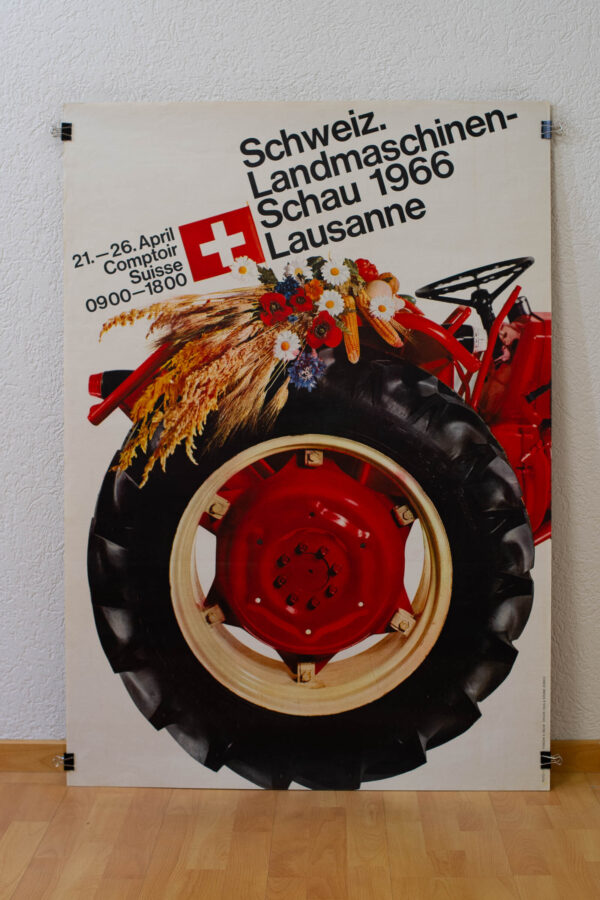 Schweiz.
Landmaschinen-
Schau 1966
Lausanne
21.–26. April
Comptoir
Suisse
0900–1800